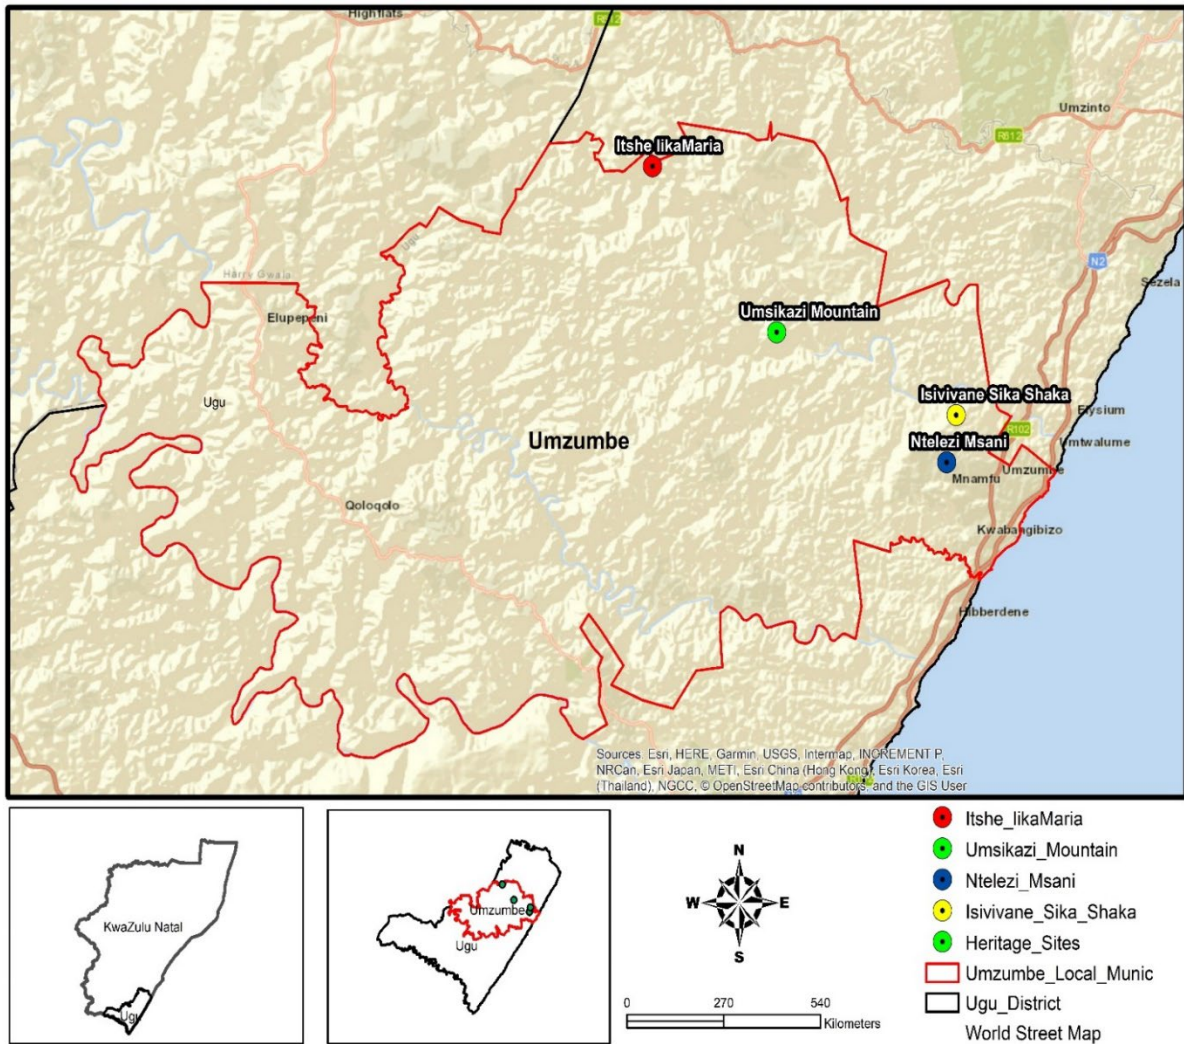 Highflats
R612
Umzinto
R612
Itshe likaMaria
N2
Sezela
Ugu
Harry Gwala
Elupepeni
Umsikazi Mountain
Ugu
Isivivane Sika Shaka
Elysium
R102
Umtwalume
Umzumbe
Ntelezi Msani
Umzumbe
Mnamfu
Qoloqolo
Kwabangibizo
Hibberdene
Sources: Esri, HERE, Garmin, USGS, Intermap, INCREMENT P,
NRCan, Esri Japan, METI, Esri China (Hong Kong), Esri Korea, Esri
(Thailand), NGCC, © OpenStreetMap contributors, and the GIS User
KwaZulu Natal
Ugu
Umzumbe
Ugu
N
W E
S
0 270 540
Kilometers
Itshe_likaMaria
Umsikazi_Mountain
Ntelezi_Msani
Isivivane_Sika_Shaka
Heritage_Sites
Umzumbe_Local_Munic
Ugu_District
World Street Map